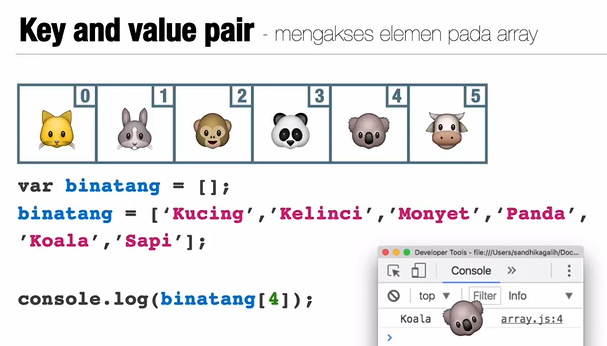 Key and value pair - mengakses elemen pada array
0 1 2 3 4 5
var binatang = [];
binatang = [‘Kucing’,’Kelinci’,’Monyet,‘Panda’,
’Koala’,’Sapi’];
console.log(binatang[4]);
Developer Tools - file:///Users/sandhikagalih/Doc...
Console »
top ▼ Filter Info ▼
Koala array.js:4
>